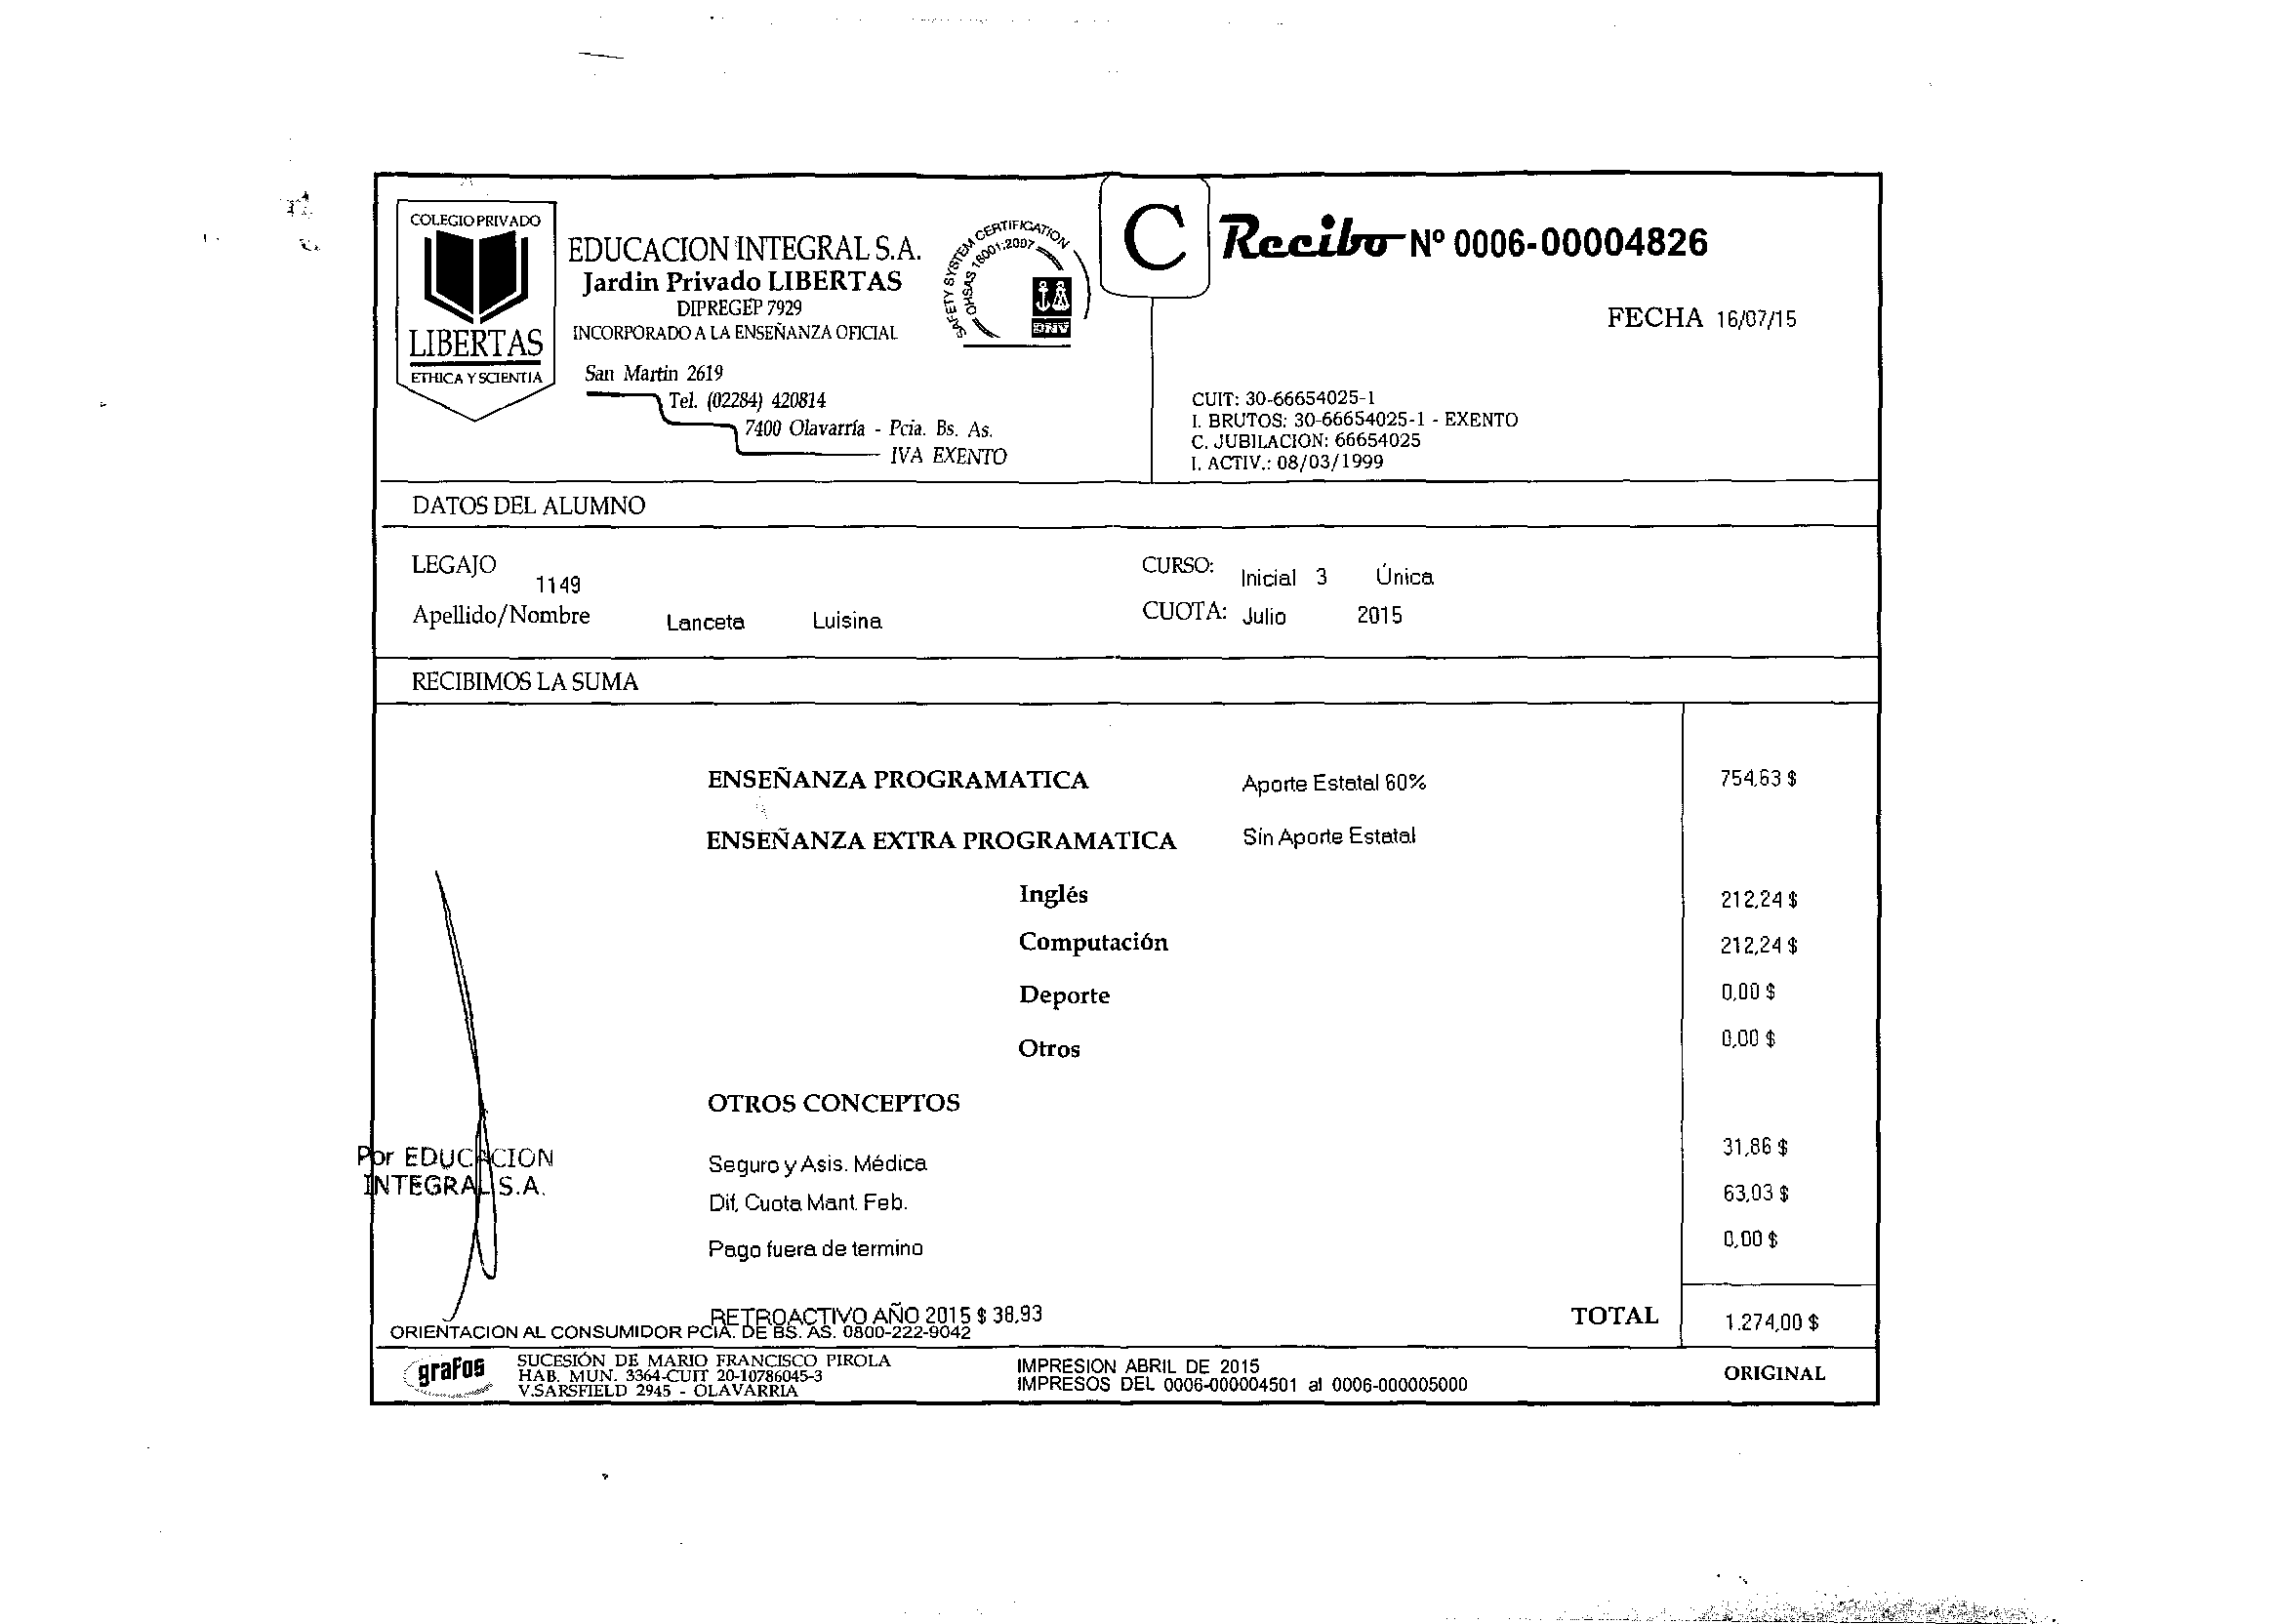 COLEGIO PRIVADO
LIBERTAS
ETHICA Y SCIENTIA
EDUCACION INTEGRAL S.A.
Jardin Privado LIBERTAS
DIPREGEP 7929
INCORPORADO A LA ENSEÑANZA OFICIAL
San Martin 2619
Tel. (02284) 420814
7400 Olavarría - Pcia. Bs. As.
IVA EXENTO
SAFETY SYSTEM CERTIFICATION
OHSAS 18001:2007
DNV
C
Recibo Nº 0006-00004826
FECHA 16/07/15
CUIT: 30-66654025-1
I. BRUTOS: 30-66654025-1 - EXENTO
C. JUBILACION: 66654025
I. ACTIV.: 08/03/1999
DATOS DEL ALUMNO
LEGAJO 1149
CURSO: Inicial 3 Única
Apellido/Nombre Lanceta Luisina
CUOTA: Julio 2015
RECIBIMOS LA SUMA
ENSEÑANZA PROGRAMATICA Aporte Estatal 60% 754,63 $
ENSEÑANZA EXTRA PROGRAMATICA Sin Aporte Estatal
Inglés 212,24 $
Computación 212,24 $
Deporte 0,00 $
Otros 0,00 $
OTROS CONCEPTOS
Seguro y Asis. Médica 31,86 $
Dif. Cuota Mant. Feb. 63,03 $
Pago fuera de termino 0,00 $
Por EDUCACION
INTEGRAL S.A.
RETROACTIVO AÑO 2015 $ 38,93
TOTAL 1.274,00 $
ORIENTACION AL CONSUMIDOR PCIA. DE BS. AS. 0800-222-9042
grafos
SUCESIÓN DE MARIO FRANCISCO PIROLA
HAB. MUN. 3364-CUIT 20-10786045-3
V.SARSFIELD 2945 - OLAVARRIA
IMPRESION ABRIL DE 2015
IMPRESOS DEL 0006-000004501 al 0006-000005000
ORIGINAL